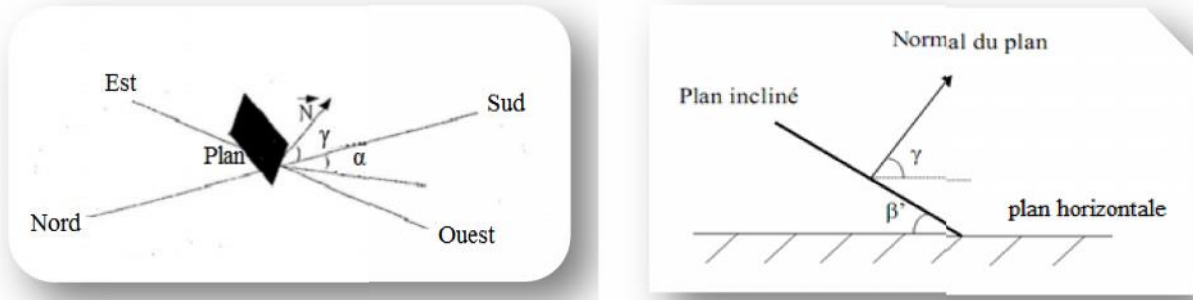 Est
Sud
N
γ
α
Plan
Nord
Ouest
Normal du plan
Plan incliné
γ
β'
plan horizontale